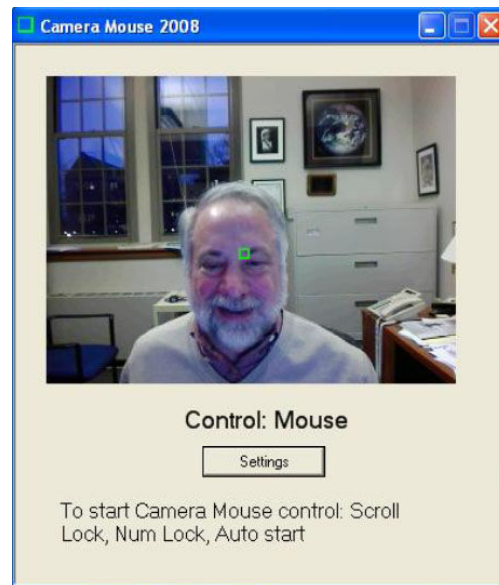 Camera Mouse 2008
Control: Mouse
Settings
To start Camera Mouse control: Scroll
Lock, Num Lock, Auto start